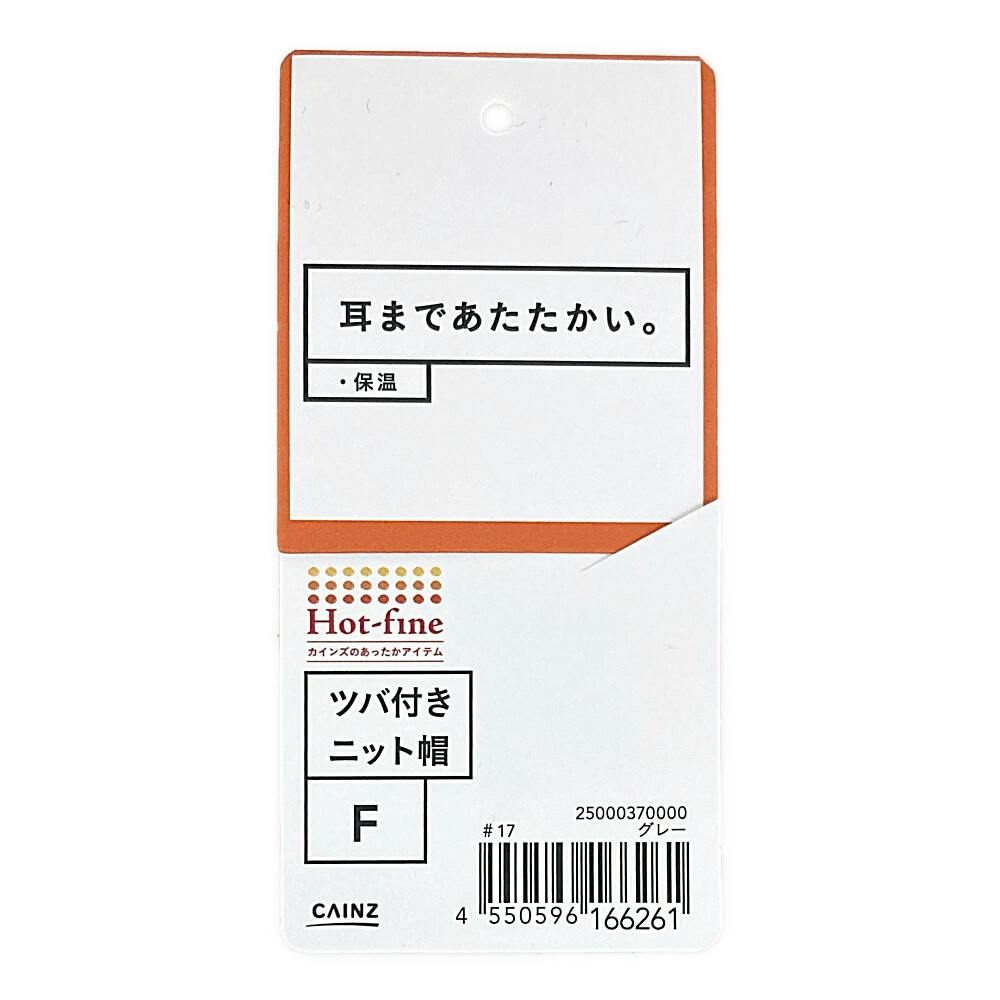 耳まであたたかい。
・保温
Hot-fine
カインズのあったかアイテム
ツバ付き
ニット帽
F
25000370000
#17 グレー
4 550596 166261
CAINZ